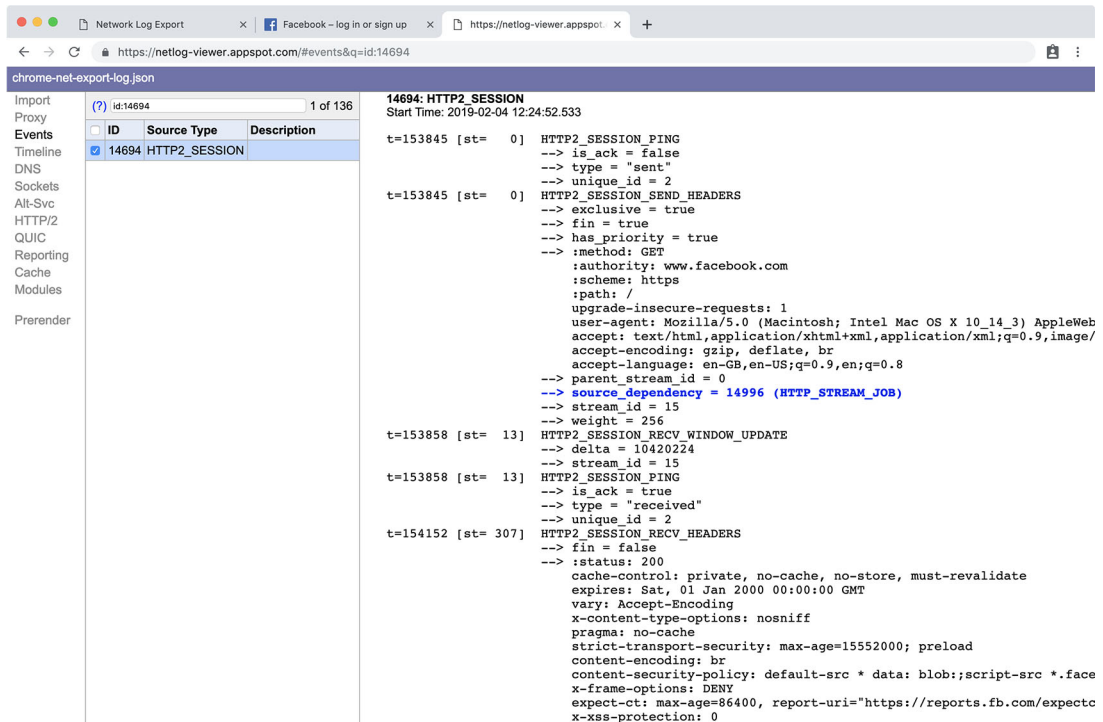 Network Log Export
Facebook – log in or sign up
https://netlog-viewer.appspot.
https://netlog-viewer.appspot.com/#events&q=id:14694
chrome-net-export-log.json
Import
Proxy
Events
Timeline
DNS
Sockets
Alt-Svc
HTTP/2
QUIC
Reporting
Cache
Modules
Prerender
(?) id:14694 1 of 136
ID Source Type Description
14694 HTTP2_SESSION
14694: HTTP2_SESSION
Start Time: 2019-02-04 12:24:52.533
t=153845 [st=   0]  HTTP2_SESSION_PING
--> is_ack = false
--> type = "sent"
--> unique_id = 2
t=153845 [st=   0]  HTTP2_SESSION_SEND_HEADERS
--> exclusive = true
--> fin = true
--> has_priority = true
--> :method: GET
:authority: www.facebook.com
:scheme: https
:path: /
upgrade-insecure-requests: 1
user-agent: Mozilla/5.0 (Macintosh; Intel Mac OS X 10_14_3) AppleWeb
accept: text/html,application/xhtml+xml,application/xml;q=0.9,image/
accept-encoding: gzip, deflate, br
accept-language: en-GB,en-US;q=0.9,en;q=0.8
--> parent_stream_id = 0
--> source_dependency = 14996 (HTTP_STREAM_JOB)
--> stream_id = 15
--> weight = 256
t=153858 [st=  13]  HTTP2_SESSION_RECV_WINDOW_UPDATE
--> delta = 10420224
--> stream_id = 15
t=153858 [st=  13]  HTTP2_SESSION_PING
--> is_ack = true
--> type = "received"
--> unique_id = 2
t=154152 [st= 307]  HTTP2_SESSION_RECV_HEADERS
--> fin = false
--> :status: 200
cache-control: private, no-cache, no-store, must-revalidate
expires: Sat, 01 Jan 2000 00:00:00 GMT
vary: Accept-Encoding
x-content-type-options: nosniff
pragma: no-cache
strict-transport-security: max-age=15552000; preload
content-encoding: br
content-security-policy: default-src * data: blob:;script-src *.face
x-frame-options: DENY
expect-ct: max-age=86400, report-uri="https://reports.fb.com/expectc
x-xss-protection: 0